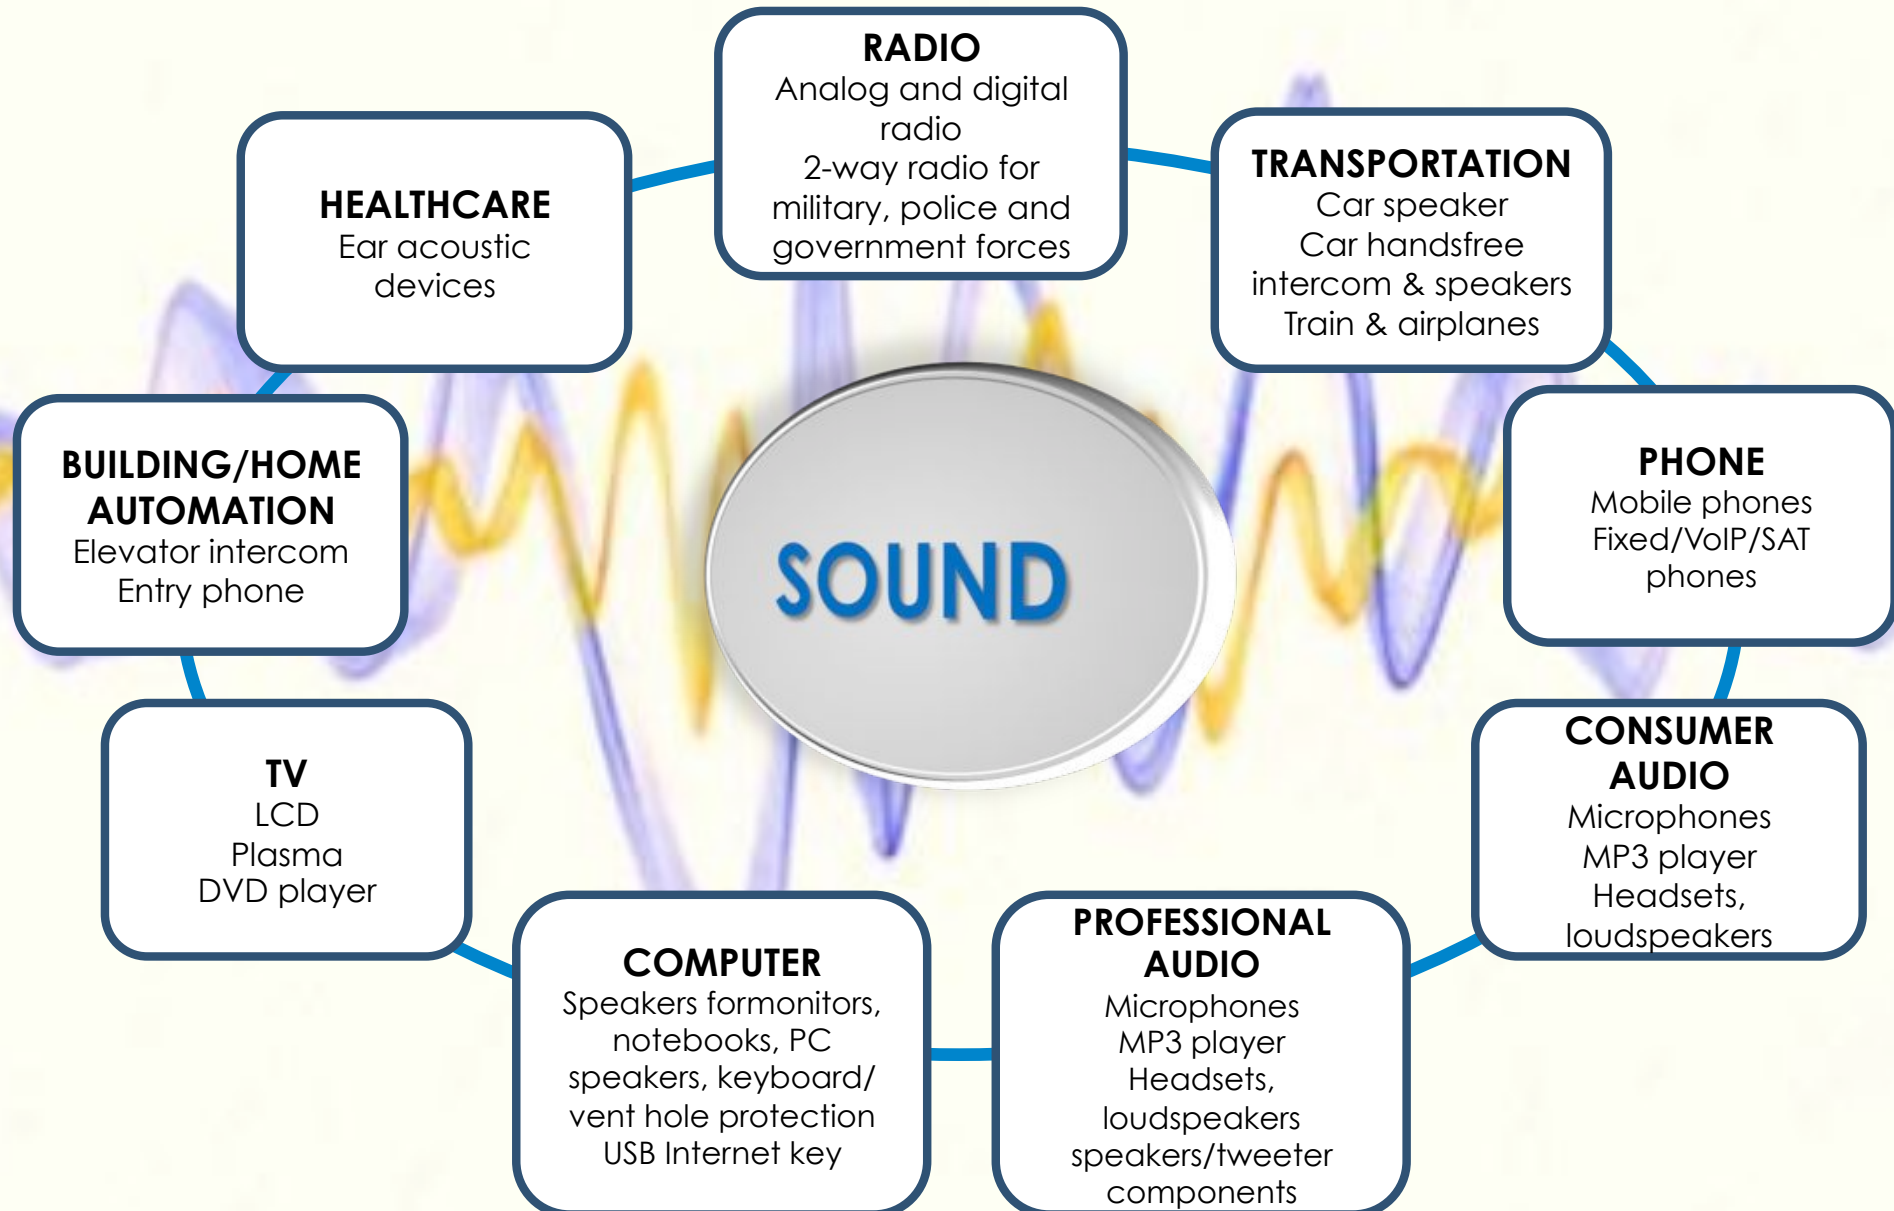 RADIO
Analog and digital
radio
2-way radio for
military, police and
government forces
TRANSPORTATION
Car speaker
Car handsfree
intercom & speakers
Train & airplanes
PHONE
Mobile phones
Fixed/VoIP/SAT
phones
CONSUMER
AUDIO
Microphones
MP3 player
Headsets,
loudspeakers
PROFESSIONAL
AUDIO
Microphones
MP3 player
Headsets,
loudspeakers
speakers/tweeter
components
COMPUTER
Speakers formonitors,
notebooks, PC
speakers, keyboard/
vent hole protection
USB Internet key
TV
LCD
Plasma
DVD player
BUILDING/HOME
AUTOMATION
Elevator intercom
Entry phone
HEALTHCARE
Ear acoustic
devices
SOUND